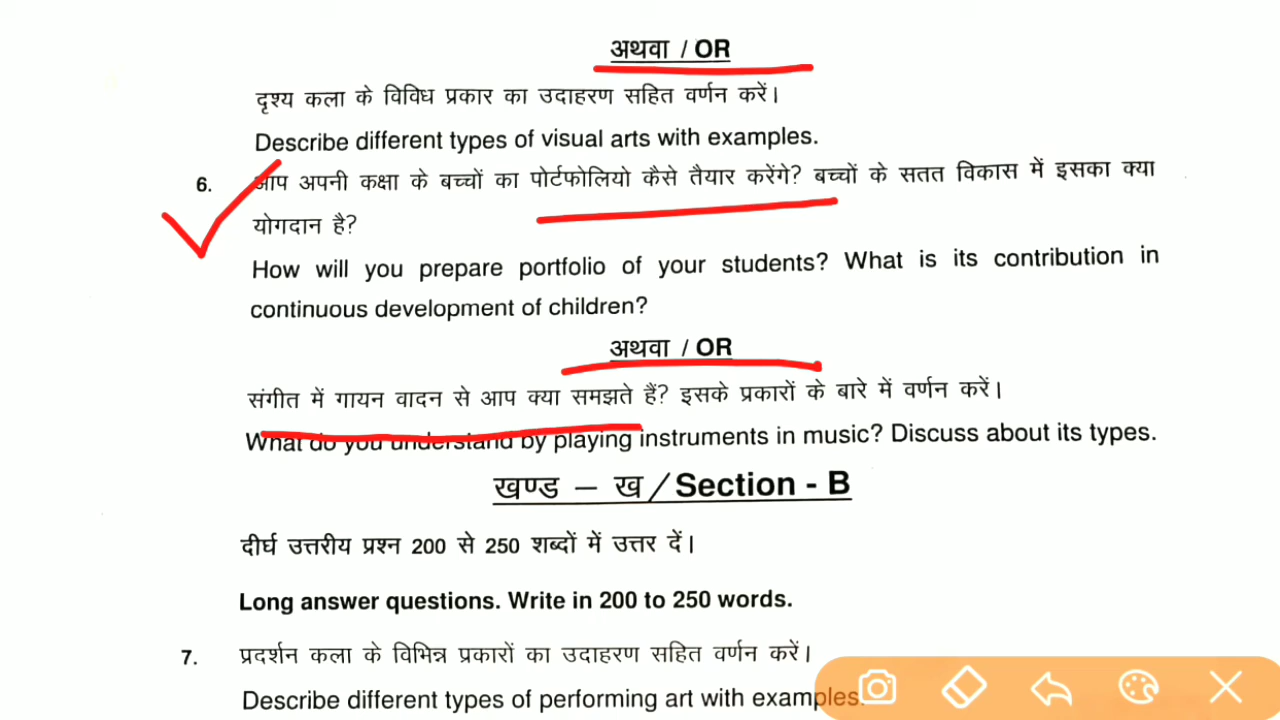 अथवा / OR
दृश्य कला के विविध प्रकार का उदाहरण सहित वर्णन करें।
Describe different types of visual arts with examples.
6. आप अपनी कक्षा के बच्चों का पोर्टफोलियो कैसे तैयार करेंगे? बच्चों के सतत विकास में इसका क्या
योगदान है?
How will you prepare portfolio of your students? What is its contribution in
continuous development of children?
अथवा / OR
संगीत में गायन वादन से आप क्या समझते हैं? इसके प्रकारों के बारे में वर्णन करें।
What do you understand by playing instruments in music? Discuss about its types.
खण्ड – ख / Section - B
दीर्घ उत्तरीय प्रश्न 200 से 250 शब्दों में उत्तर दें।
Long answer questions. Write in 200 to 250 words.
7. प्रदर्शन कला के विभिन्न प्रकारों का उदाहरण सहित वर्णन करें।
Describe different types of performing art with examples.